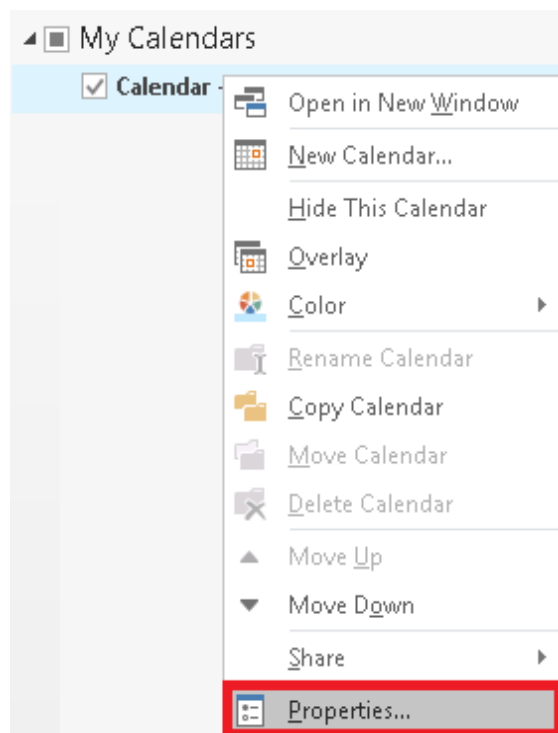 My Calendars
Calendar -
Open in New Window
New Calendar...
Hide This Calendar
Overlay
Color
Rename Calendar
Copy Calendar
Move Calendar
Delete Calendar
Move Up
Move Down
Share
Properties...